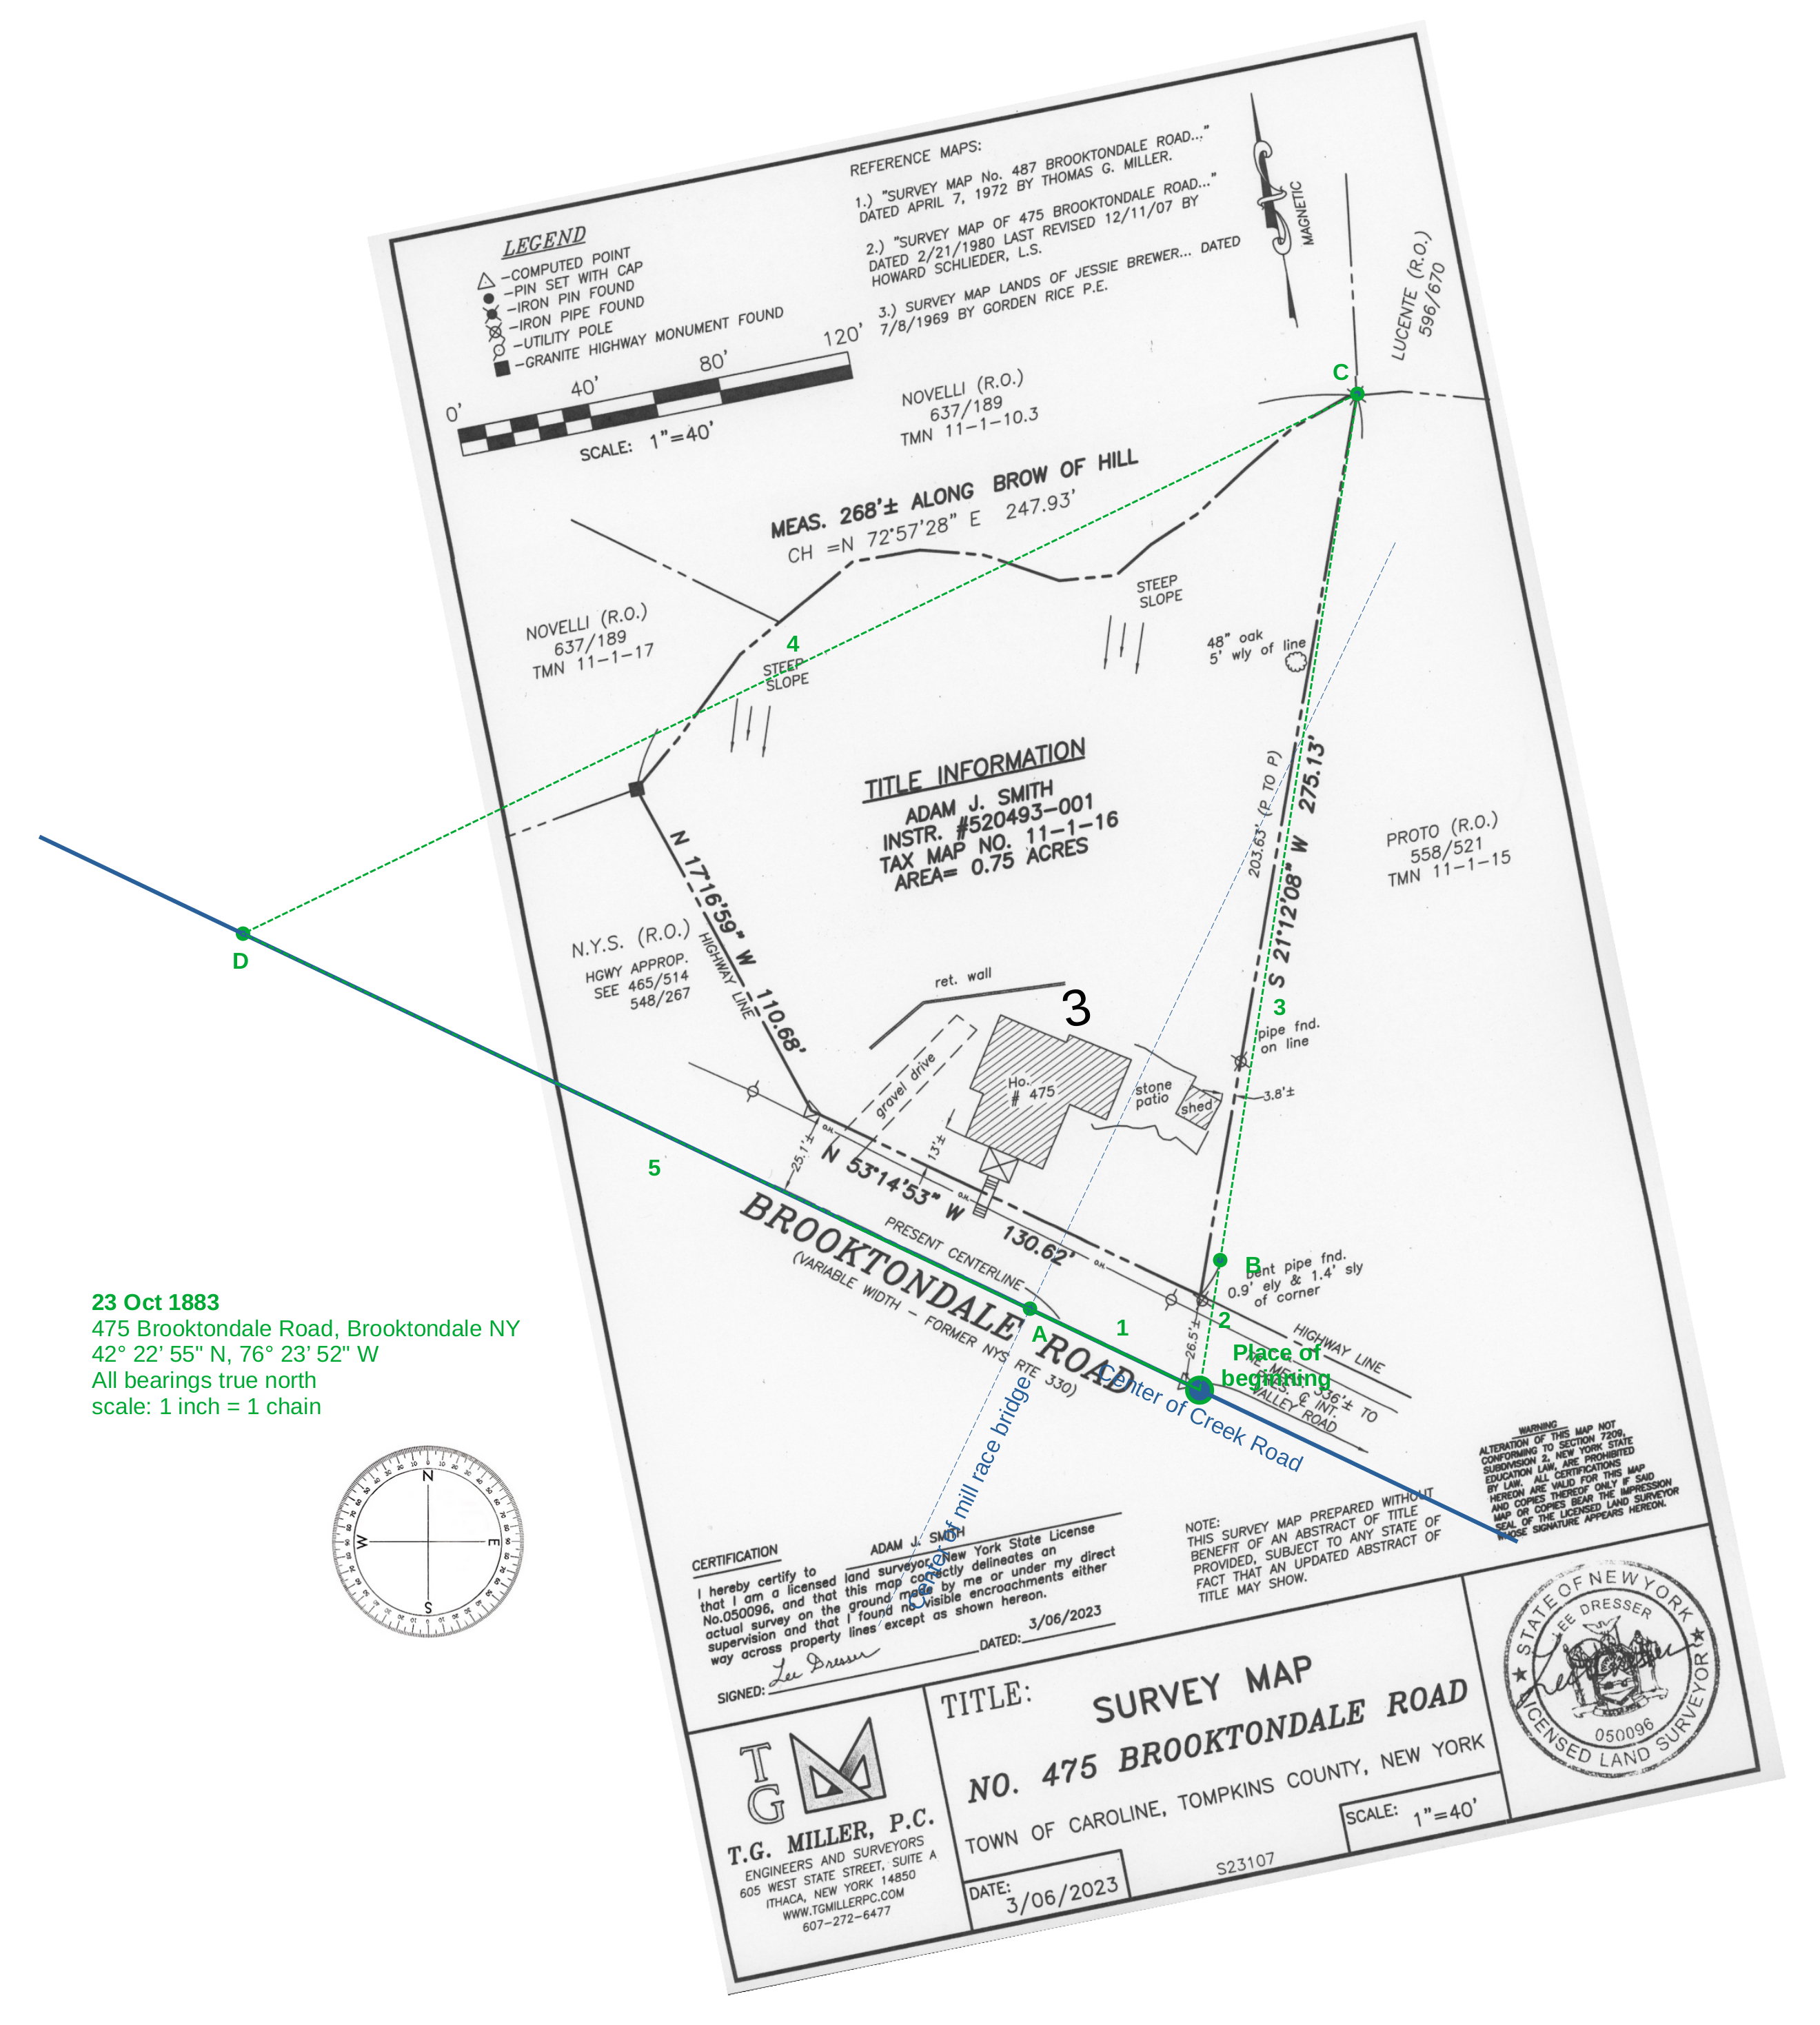 REFERENCE MAPS:
1.) "SURVEY MAP No. 487 BROOKTONDALE ROAD..."
DATED APRIL 7, 1972 BY THOMAS G. MILLER.
2.) "SURVEY MAP OF 475 BROOKTONDALE ROAD..."
DATED 2/21/1980 LAST REVISED 12/11/07 BY
HOWARD SCHLIEDER, L.S.
3.) SURVEY MAP LANDS OF JESSIE BREWER... DATED
7/8/1969 BY GORDEN RICE P.E.
MAGNETIC
LEGEND
-COMPUTED POINT
-PIN SET WITH CAP
-IRON PIN FOUND
-IRON PIPE FOUND
-UTILITY POLE
-GRANITE HIGHWAY MONUMENT FOUND
0' 40' 80' 120'
SCALE: 1"=40'
LUCENTE (R.O.)
596/670
C
NOVELLI (R.O.)
637/189
TMN 11-1-10.3
MEAS. 268'± ALONG BROW OF HILL
CH =N 72°57'28" E 247.93'
NOVELLI (R.O.)
637/189
TMN 11-1-17
4
STEEP
SLOPE
STEEP
SLOPE
48" oak
5' wly of line
TITLE INFORMATION
ADAM J. SMITH
INSTR. #520493-001
TAX MAP NO. 11-1-16
AREA= 0.75 ACRES
203.63' (P TO P)
S 21°12'08" W 275.13'
PROTO (R.O.)
558/521
TMN 11-1-15
D
N 17°16'59" W 110.68'
HIGHWAY LINE
N.Y.S. (R.O.)
HGWY APPROP.
SEE 465/514
548/267
ret. wall
3
3
pipe fnd.
on line
gravel drive
Ho.
# 475
stone
patio
shed
3.8'±
5
25.1'±
13'±
O.H.
O.H.
O.H.
N 53°14'53" W 130.62'
PRESENT CENTERLINE
BROOKTONDALE ROAD
(VARIABLE WIDTH - FORMER NYS RTE 330)
B
bent pipe fnd.
0.9' ely & 1.4' sly
of corner
A
1
2
26.5'±
HIGHWAY LINE
Place of
beginning
336'± TO
℄ INT.
VALLEY ROAD
Center of Creek Road
Center of mill race bridge
23 Oct 1883
475 Brooktondale Road, Brooktondale NY
42° 22’ 55" N, 76° 23’ 52" W
All bearings true north
scale: 1 inch = 1 chain
N
W E
S
WARNING
ALTERATION OF THIS MAP NOT
CONFORMING TO SECTION 7209,
SUBDIVISION 2, NEW YORK STATE
EDUCATION LAW, ARE PROHIBITED
BY LAW. ALL CERTIFICATIONS
HEREON ARE VALID FOR THIS MAP
AND COPIES THEREOF ONLY IF SAID
MAP OR COPIES BEAR THE IMPRESSION
SEAL OF THE LICENSED LAND SURVEYOR
WHOSE SIGNATURE APPEARS HEREON.
NOTE:
THIS SURVEY MAP PREPARED WITHOUT
BENEFIT OF AN ABSTRACT OF TITLE
PROVIDED, SUBJECT TO ANY STATE OF
FACT THAT AN UPDATED ABSTRACT OF
TITLE MAY SHOW.
CERTIFICATION
I hereby certify to ADAM J. SMITH
that I am a licensed land surveyor, New York State License
No.050096, and that this map correctly delineates an
actual survey on the ground made by me or under my direct
supervision and that I found no visible encroachments either
way across property lines except as shown hereon.
SIGNED: Lee Dresser DATED: 3/06/2023
TG
T.G. MILLER, P.C.
ENGINEERS AND SURVEYORS
605 WEST STATE STREET, SUITE A
ITHACA, NEW YORK 14850
WWW.TGMILLERPC.COM
607-272-6477
TITLE:
SURVEY MAP
NO. 475 BROOKTONDALE ROAD
TOWN OF CAROLINE, TOMPKINS COUNTY, NEW YORK
DATE:
3/06/2023
S23107
SCALE: 1"=40'
STATE OF NEW YORK
LEE DRESSER
050096
LICENSED LAND SURVEYOR